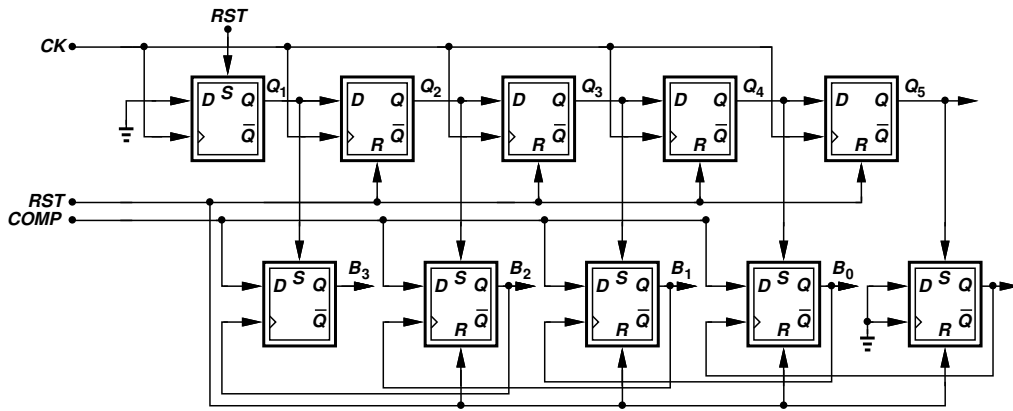 RST
CK
Q1 Q2 Q3 Q4 Q5
D S Q D Q D Q D Q D Q
Q̅ Q̅ Q̅ Q̅ Q̅
R R R R
RST
COMP
B3 B2 B1 B0
D S Q D S Q D S Q D S Q D S Q
Q̅ Q̅ Q̅ Q̅ Q̅
R R R R